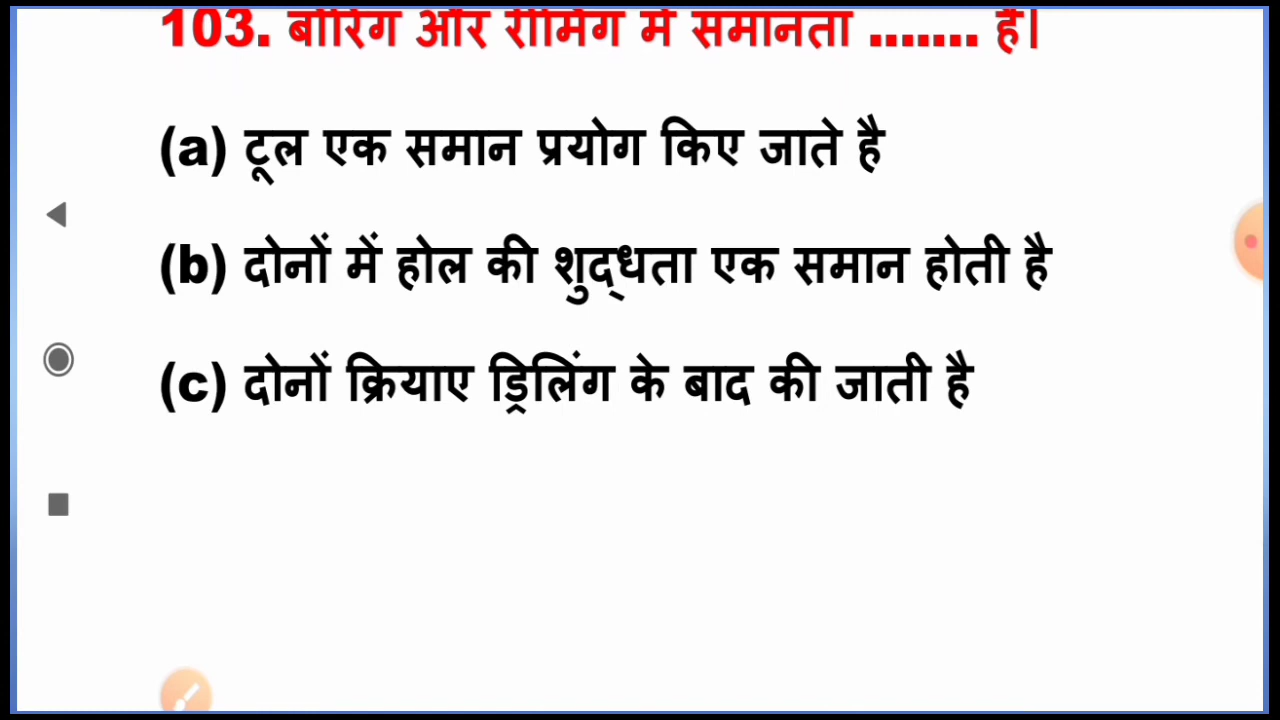 103. बोरिंग और रीमिंग में समानता ....... है।
(a) टूल एक समान प्रयोग किए जाते है
(b) दोनों में होल की शुद्धता एक समान होती है
(c) दोनों क्रियाए ड्रिलिंग के बाद की जाती है